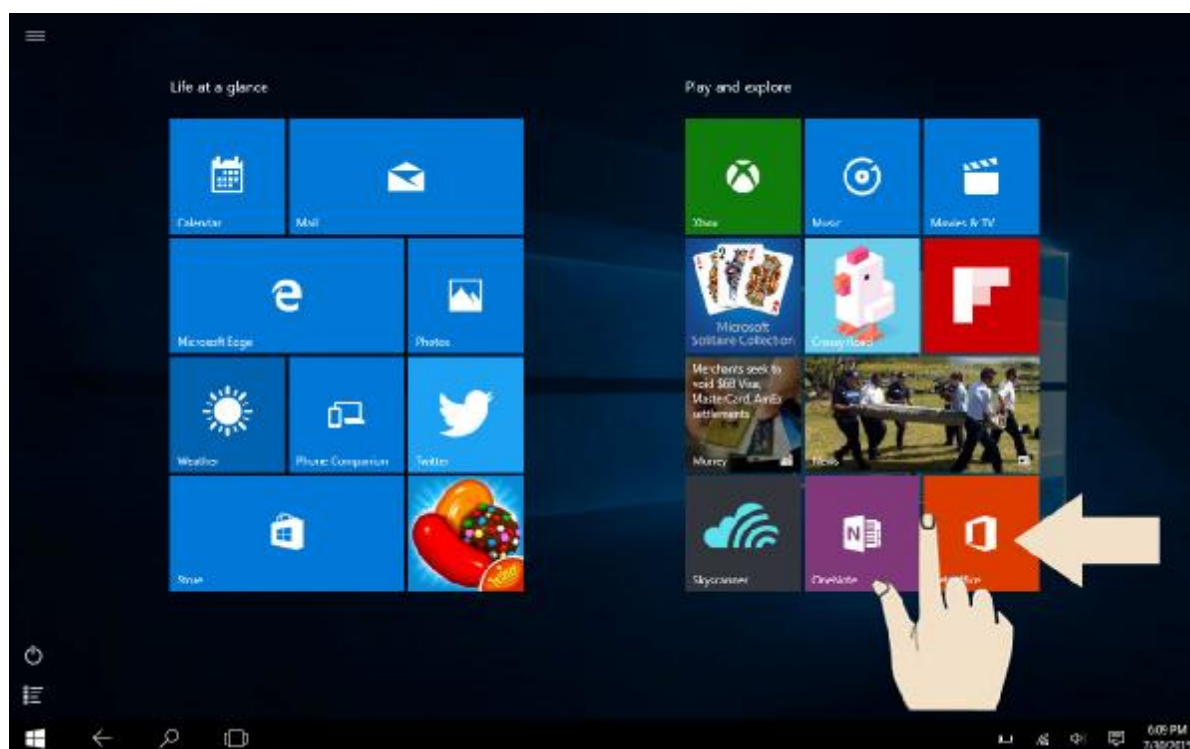 Life at a glance
Play and explore
Calendar
Mail
Xbox
Music
Movies & TV
Microsoft Edge
Photos
Microsoft
Solitaire Collection
Crossy Road
Merchants seek to
void $6B Visa,
MasterCard, AmEx
settlements
Weather
Phone Companion
Twitter
Money
News
Store
Skyscanner
OneNote
Office
6:09 PM